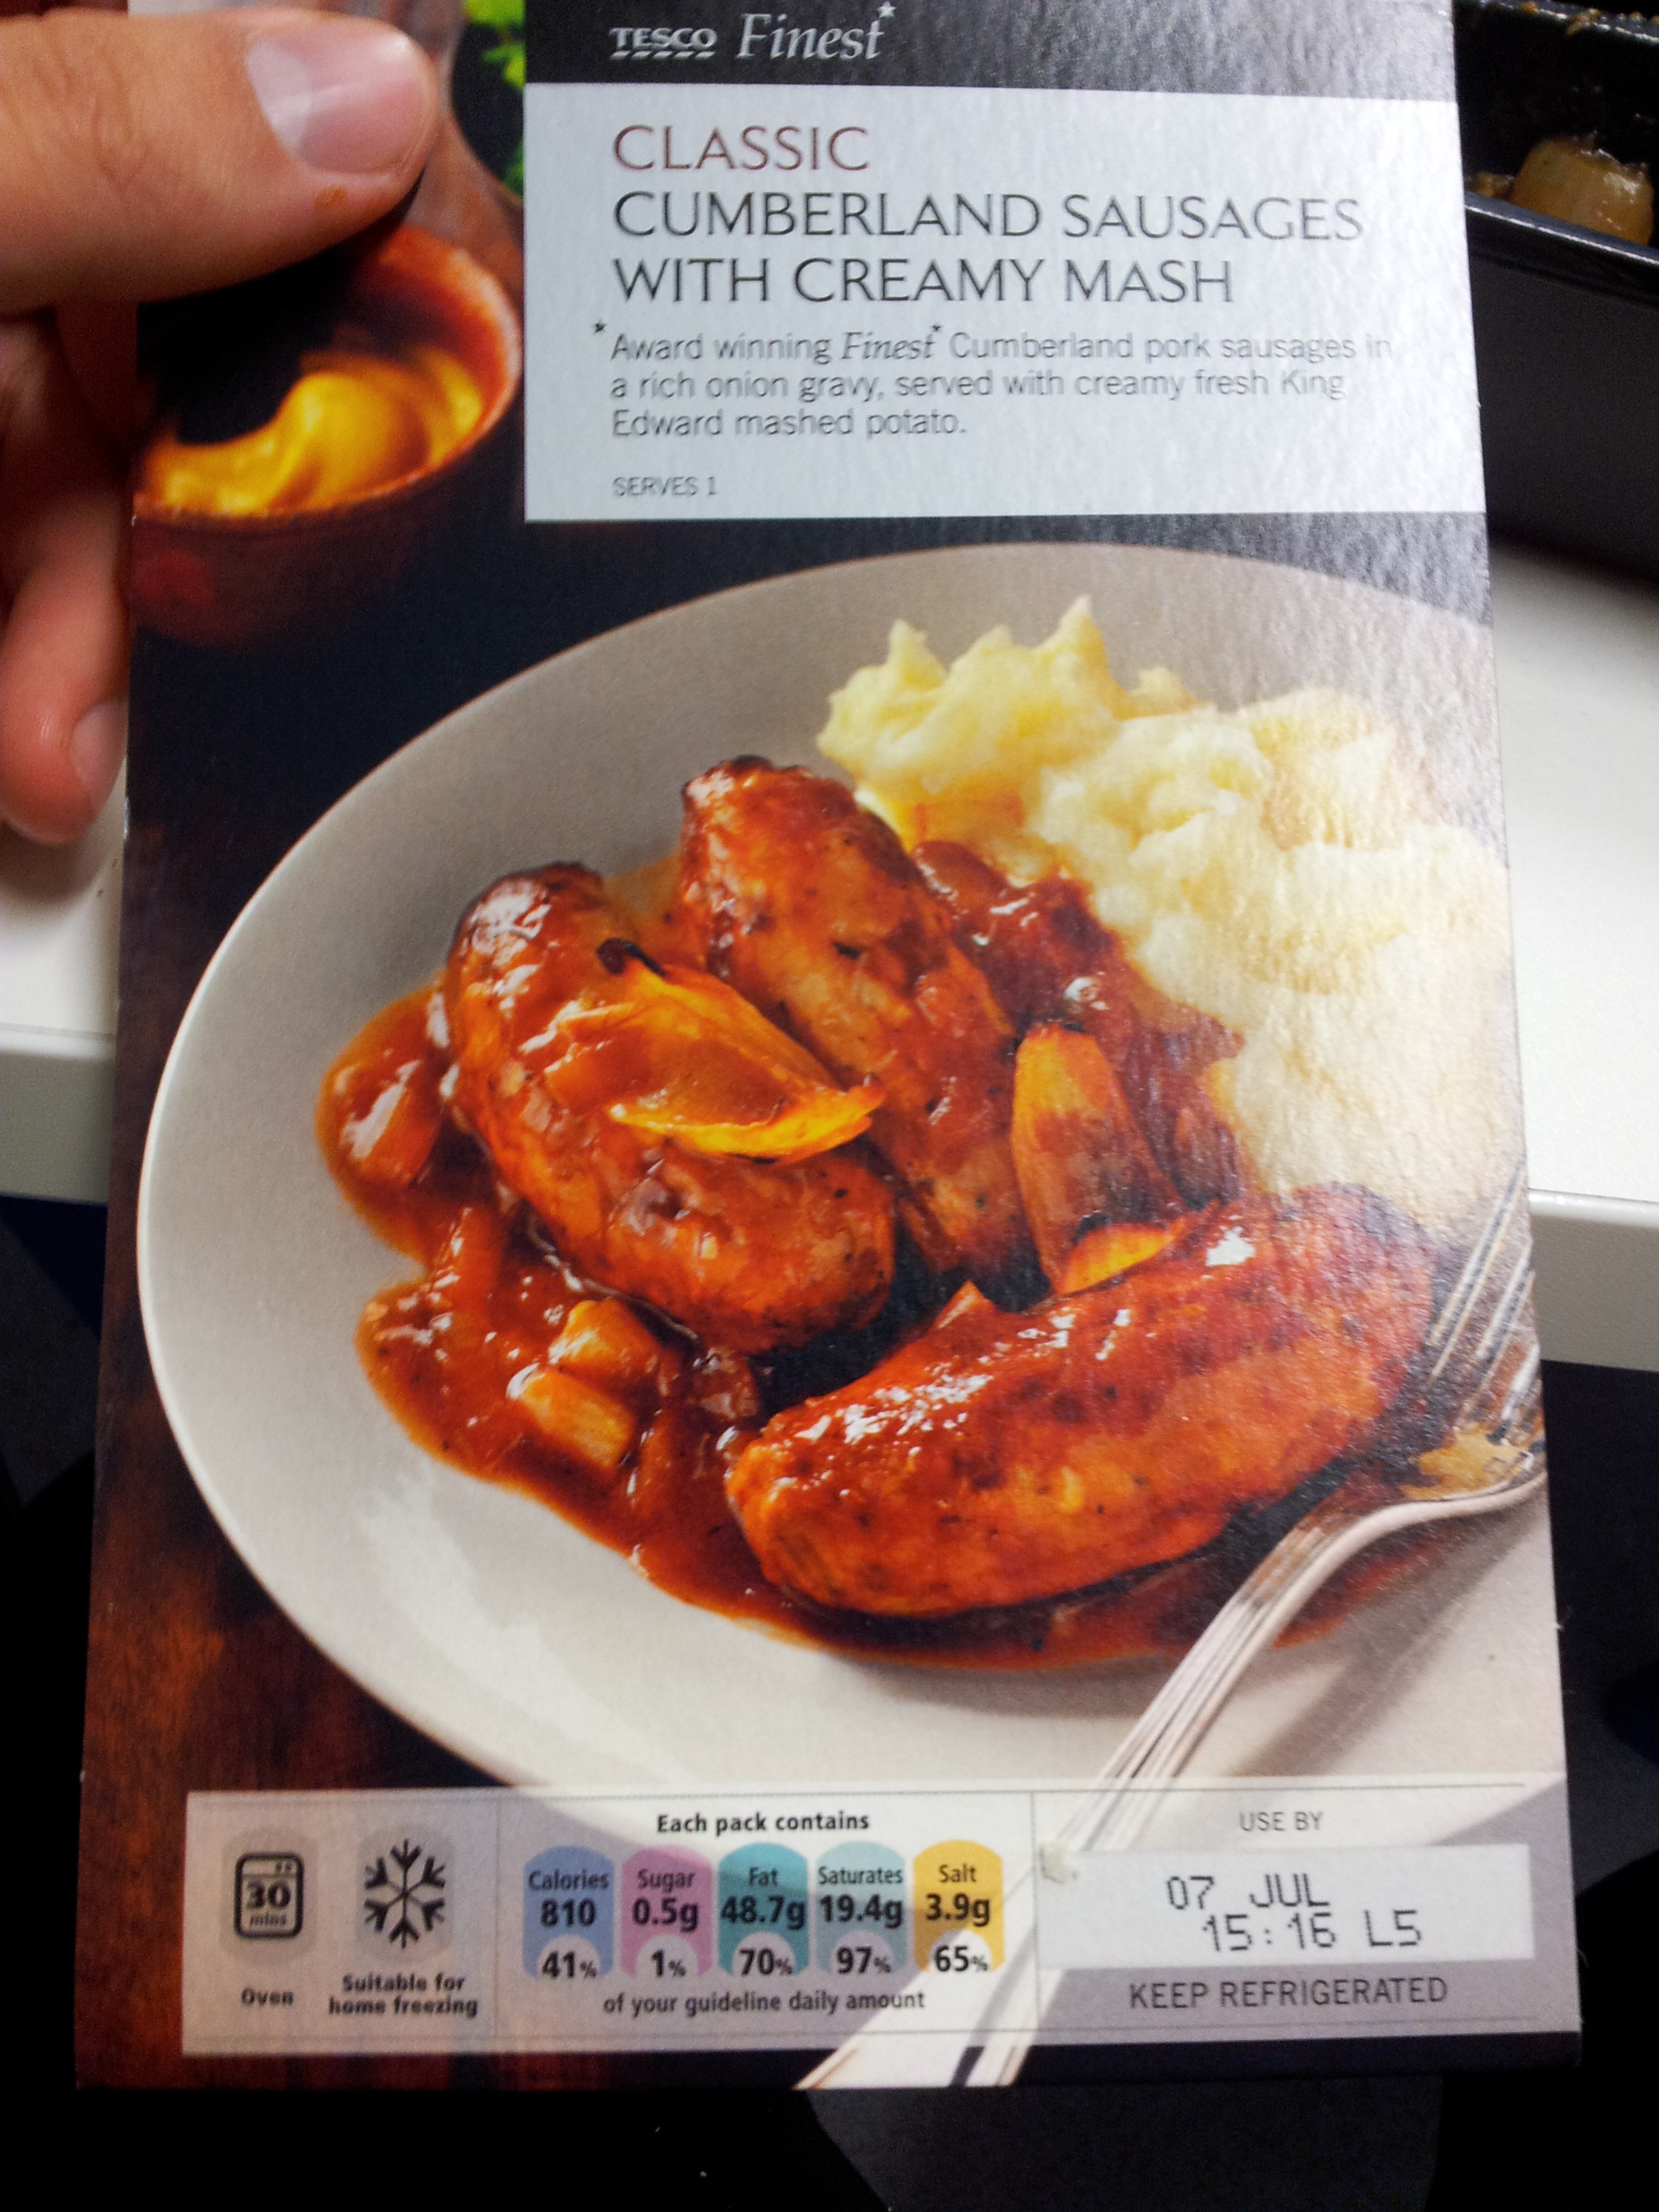 TESCO Finest*
CLASSIC
CUMBERLAND SAUSAGES
WITH CREAMY MASH
*Award winning Finest* Cumberland pork sausages in
a rich onion gravy, served with creamy fresh King
Edward mashed potato.
SERVES 1
30
mins
Oven
Suitable for
home freezing
Each pack contains
Calories Sugar Fat Saturates Salt
810 0.5g 48.7g 19.4g 3.9g
41% 1% 70% 97% 65%
of your guideline daily amount
USE BY
07 JUL
15:16 L5
KEEP REFRIGERATED